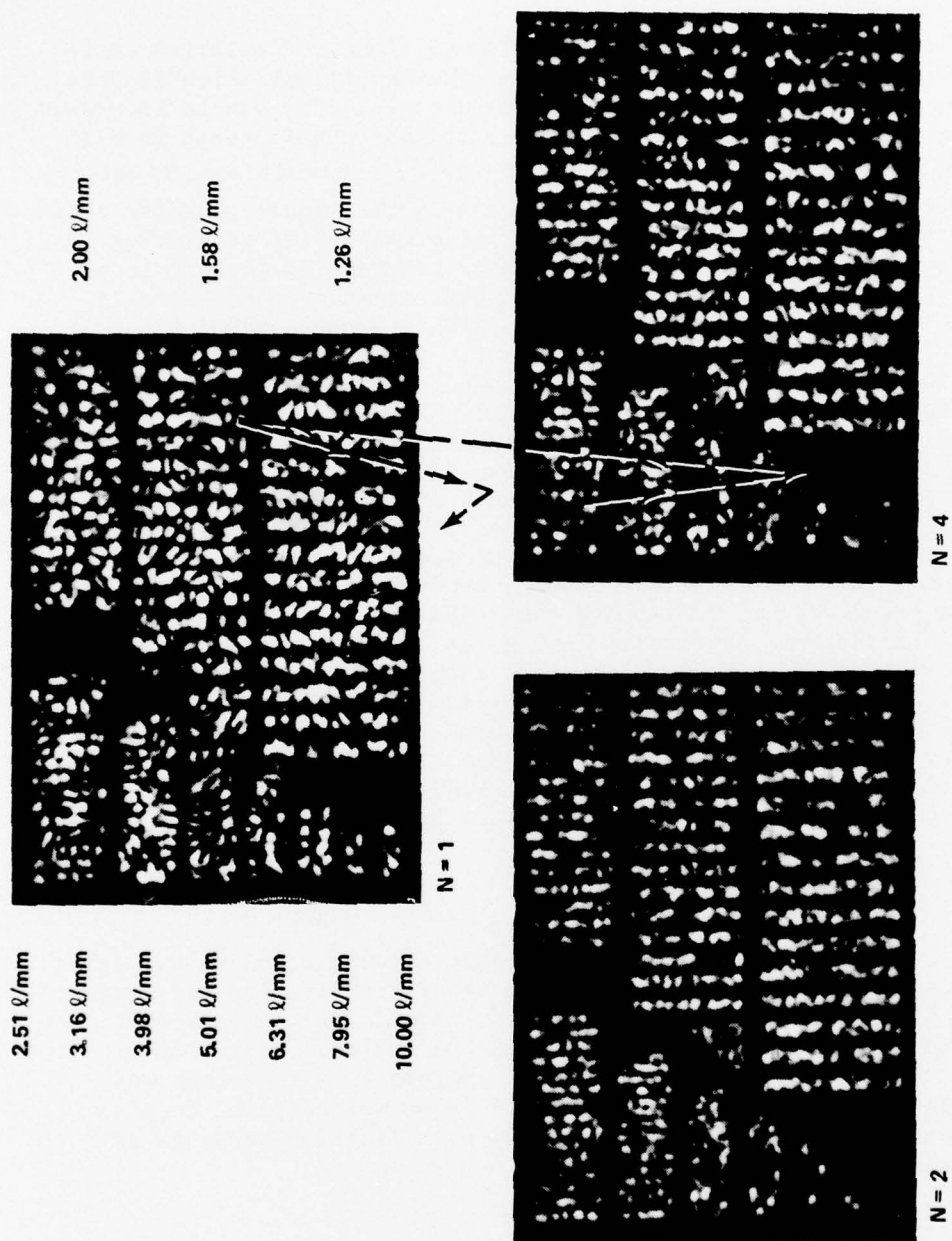 2.51 ℓ/mm
3.16 ℓ/mm
3.98 ℓ/mm
5.01 ℓ/mm
6.31 ℓ/mm
7.95 ℓ/mm
10.00 ℓ/mm
2.00 ℓ/mm
1.58 ℓ/mm
1.26 ℓ/mm
N = 1
N = 2
N = 4